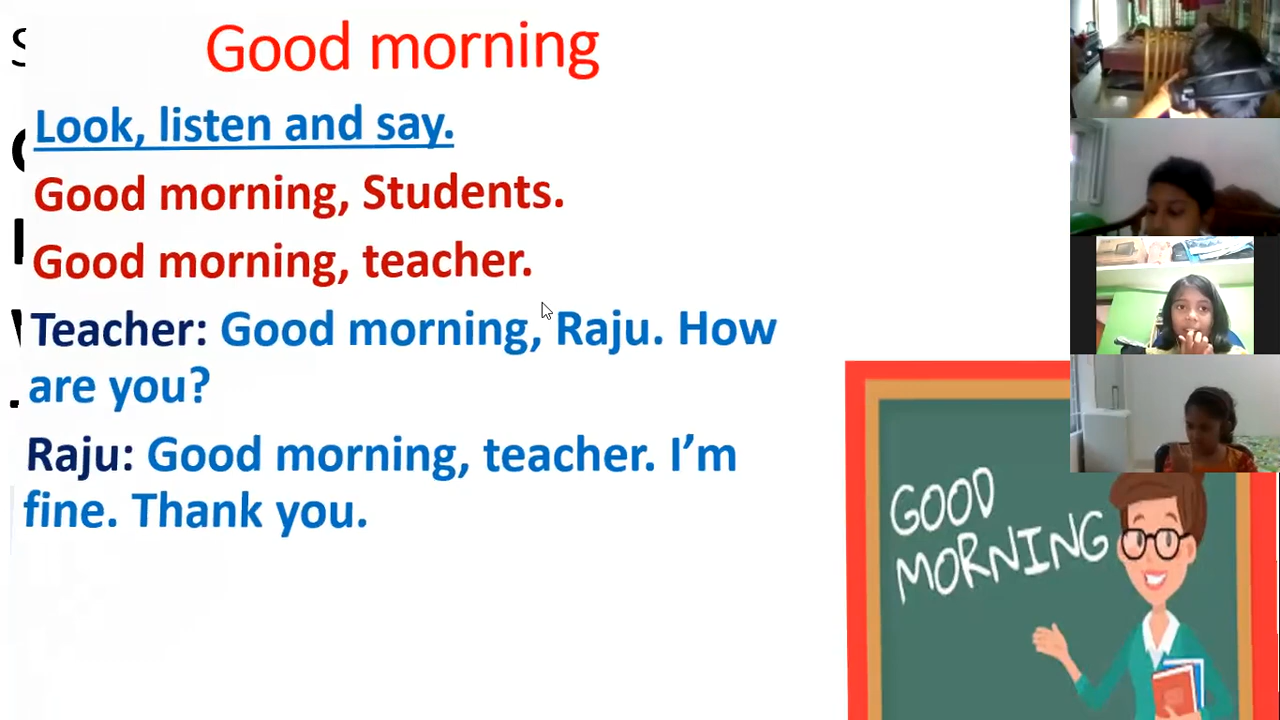 Good morning
Look, listen and say.
Good morning, Students.
Good morning, teacher.
Teacher: Good morning, Raju. How
are you?
Raju: Good morning, teacher. I’m
fine. Thank you.
GOOD
MORNING